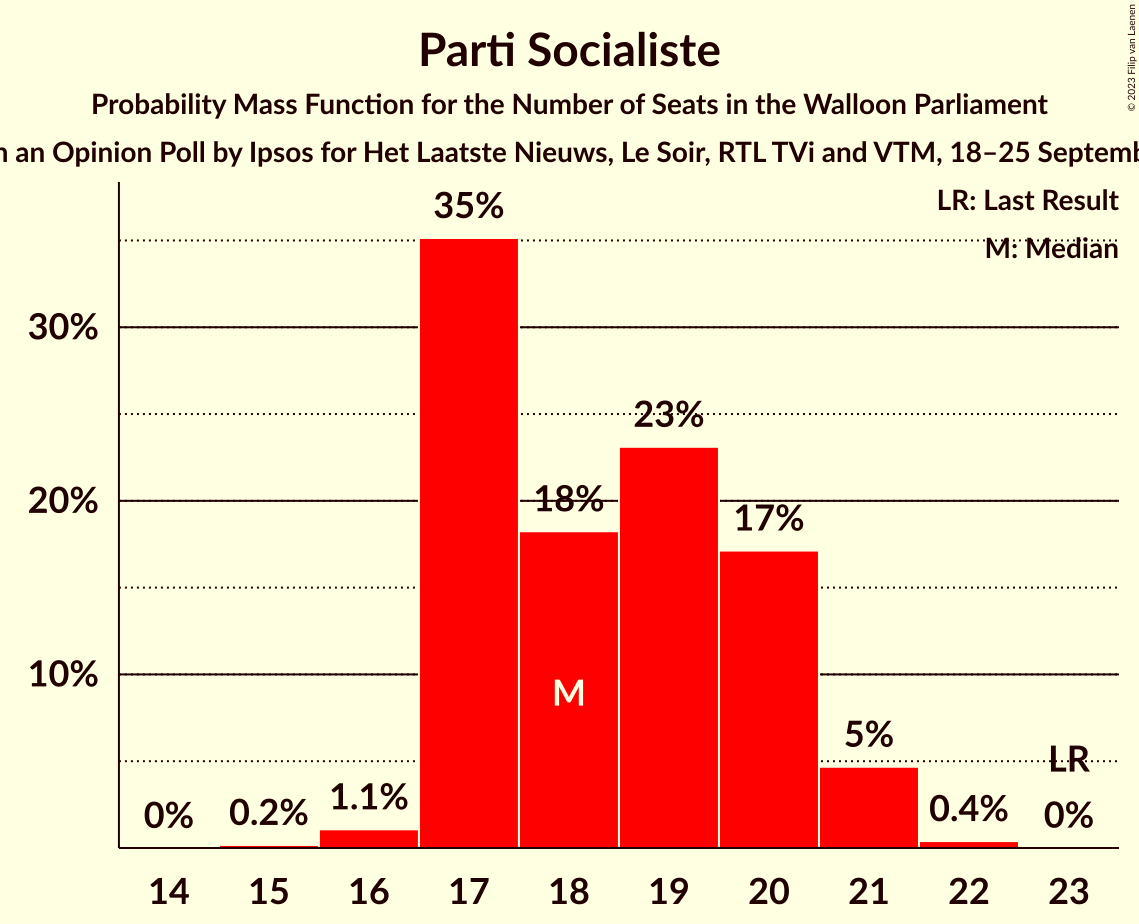 © 2023 Filip van Laenen
Parti Socialiste
Probability Mass Function for the Number of Seats in the Walloon Parliament
an Opinion Poll by Ipsos for Het Laatste Nieuws, Le Soir, RTL TVi and VTM, 18–25
LR: Last Result
M: Median
35%
30%
23%
20%
18%
17%
10%
M
5%
LR
0%
0.2%
1.1%
0.4%
0%
14 15 16 17 18 19 20 21 22 23